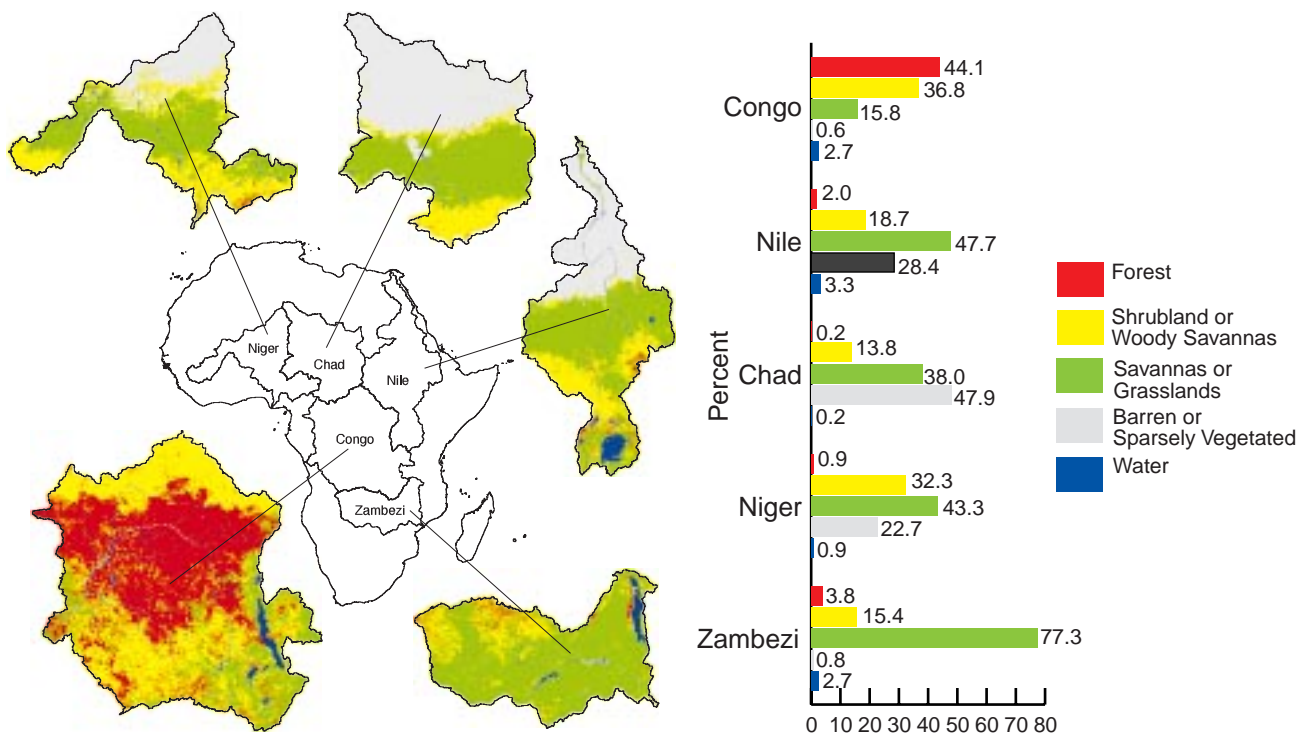 Niger
Chad
Nile
Congo
Zambezi
Percent
Congo
44.1
36.8
15.8
0.6
2.7
Nile
2.0
18.7
47.7
28.4
3.3
Chad
0.2
13.8
38.0
47.9
0.2
Niger
0.9
32.3
43.3
22.7
0.9
Zambezi
3.8
15.4
77.3
0.8
2.7
0 10 20 30 40 50 60 70 80
Forest
Shrubland or
Woody Savannas
Savannas or
Grasslands
Barren or
Sparsely Vegetated
Water